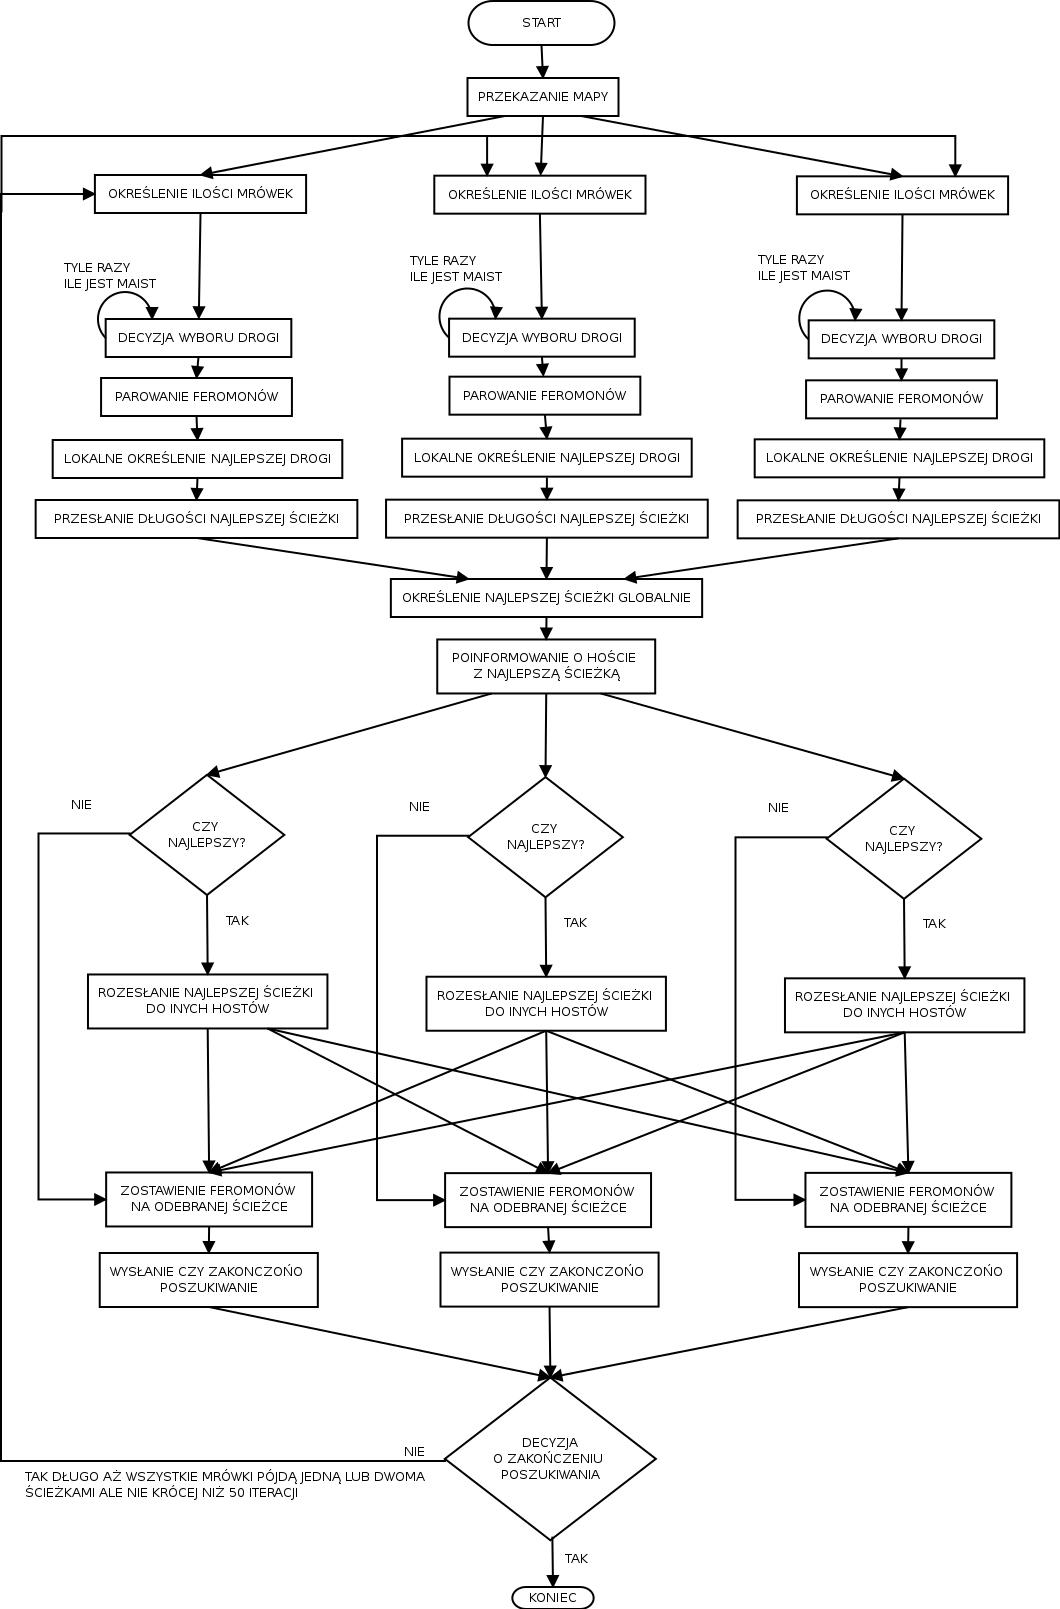 START
PRZEKAZANIE MAPY
OKREŚLENIE ILOŚCI MRÓWEK
OKREŚLENIE ILOŚCI MRÓWEK
OKREŚLENIE ILOŚCI MRÓWEK
TYLE RAZY
ILE JEST MAIST
TYLE RAZY
ILE JEST MAIST
TYLE RAZY
ILE JEST MAIST
DECYZJA WYBORU DROGI
DECYZJA WYBORU DROGI
DECYZJA WYBORU DROGI
PAROWANIE FEROMONÓW
PAROWANIE FEROMONÓW
PAROWANIE FEROMONÓW
LOKALNE OKREŚLENIE NAJLEPSZEJ DROGI
LOKALNE OKREŚLENIE NAJLEPSZEJ DROGI
LOKALNE OKREŚLENIE NAJLEPSZEJ DROGI
PRZESŁANIE DŁUGOŚCI NAJLEPSZEJ ŚCIEŻKI
PRZESŁANIE DŁUGOŚCI NAJLEPSZEJ ŚCIEŻKI
PRZESŁANIE DŁUGOŚCI NAJLEPSZEJ ŚCIEŻKI
OKREŚLENIE NAJLEPSZEJ ŚCIEŻKI GLOBALNIE
POINFORMOWANIE O HOŚCIE
Z NAJLEPSZĄ ŚCIEŻKĄ
NIE
CZY
NAJLEPSZY?
NIE
CZY
NAJLEPSZY?
NIE
CZY
NAJLEPSZY?
TAK
TAK
TAK
ROZESŁANIE NAJLEPSZEJ ŚCIEŻKI
DO INYCH HOSTÓW
ROZESŁANIE NAJLEPSZEJ ŚCIEŻKI
DO INYCH HOSTÓW
ROZESŁANIE NAJLEPSZEJ ŚCIEŻKI
DO INYCH HOSTÓW
ZOSTAWIENIE FEROMONÓW
NA ODEBRANEJ ŚCIEŻCE
ZOSTAWIENIE FEROMONÓW
NA ODEBRANEJ ŚCIEŻCE
ZOSTAWIENIE FEROMONÓW
NA ODEBRANEJ ŚCIEŻCE
WYSŁANIE CZY ZAKONCZOŃO
POSZUKIWANIE
WYSŁANIE CZY ZAKONCZOŃO
POSZUKIWANIE
WYSŁANIE CZY ZAKONCZOŃO
POSZUKIWANIE
DECYZJA
O ZAKOŃCZENIU
POSZUKIWANIA
NIE
TAK DŁUGO AŻ WSZYSTKIE MRÓWKI PÓJDĄ JEDNĄ LUB DWOMA
ŚCIEŻKAMI ALE NIE KRÓCEJ NIŻ 50 ITERACJI
TAK
KONIEC